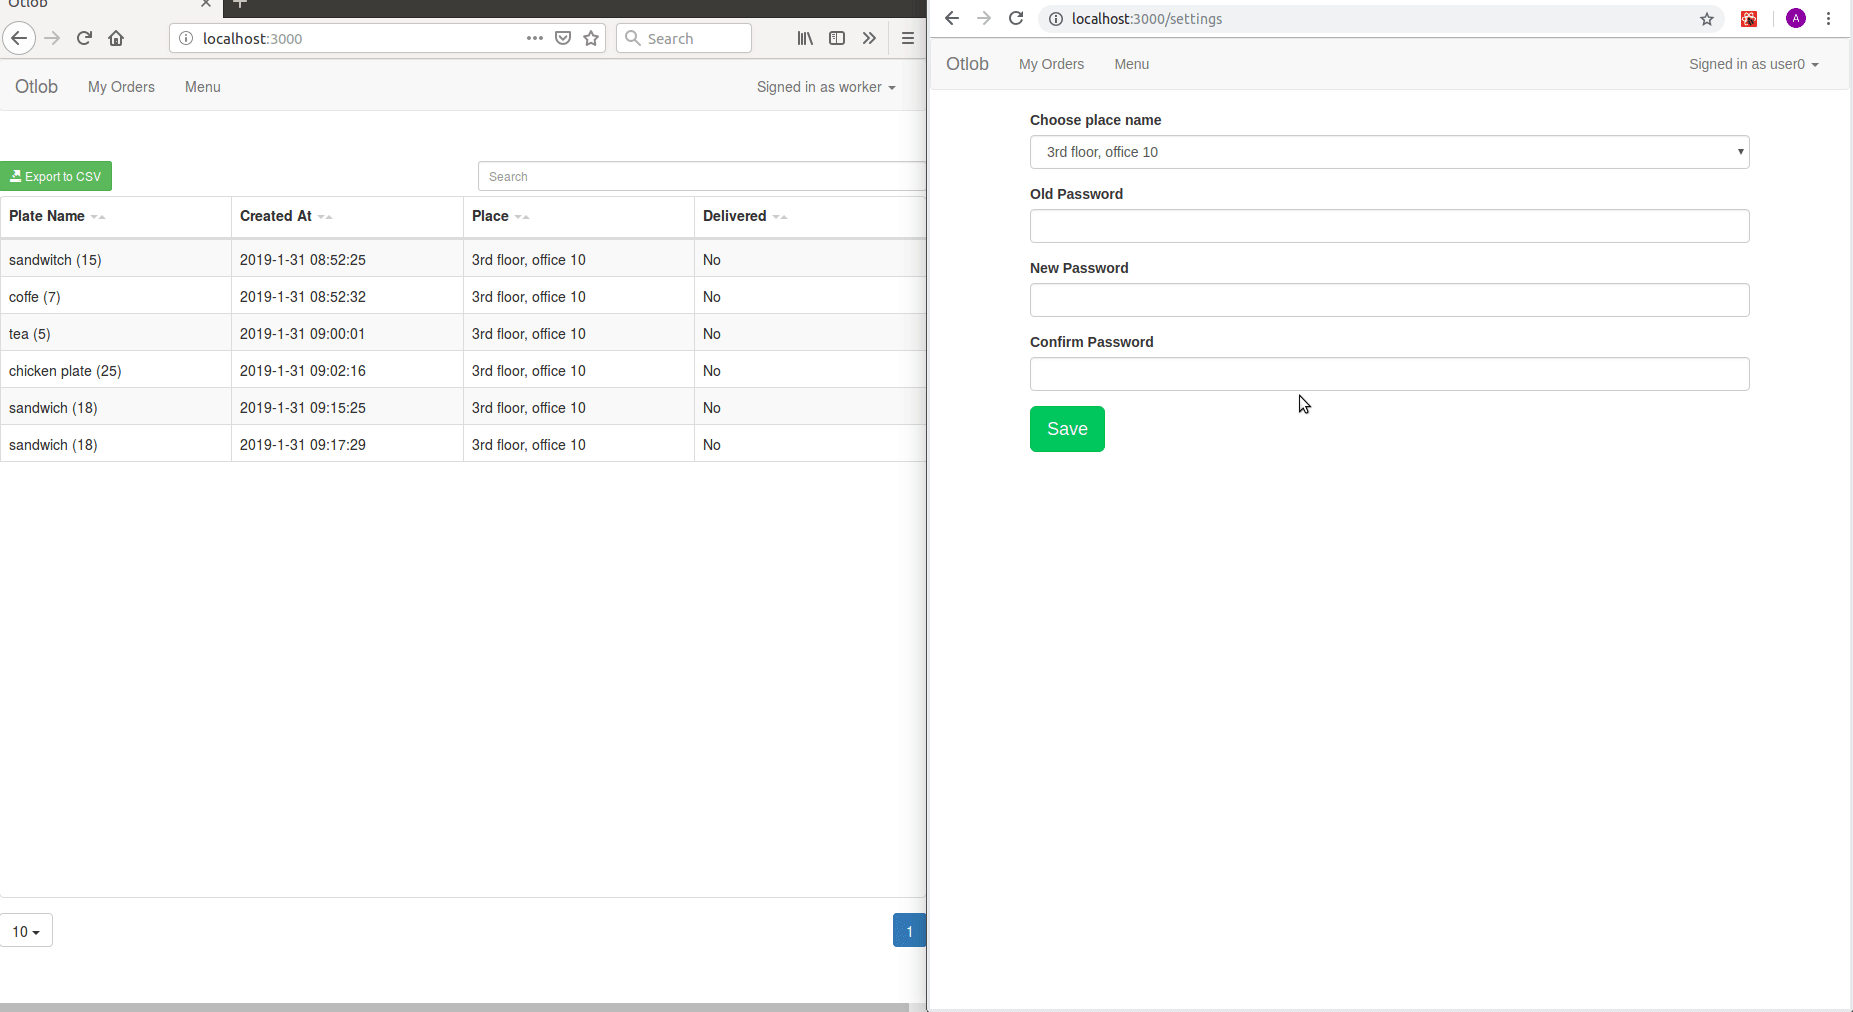 Otlob
localhost:3000
Search
Otlob My Orders Menu Signed in as worker
Export to CSV
Search
Plate Name Created At Place Delivered
sandwitch (15) 2019-1-31 08:52:25 3rd floor, office 10 No
coffe (7) 2019-1-31 08:52:32 3rd floor, office 10 No
tea (5) 2019-1-31 09:00:01 3rd floor, office 10 No
chicken plate (25) 2019-1-31 09:02:16 3rd floor, office 10 No
sandwich (18) 2019-1-31 09:15:25 3rd floor, office 10 No
sandwich (18) 2019-1-31 09:17:29 3rd floor, office 10 No
10
1
localhost:3000/settings
A
Otlob My Orders Menu Signed in as user0
Choose place name
3rd floor, office 10
Old Password
New Password
Confirm Password
Save